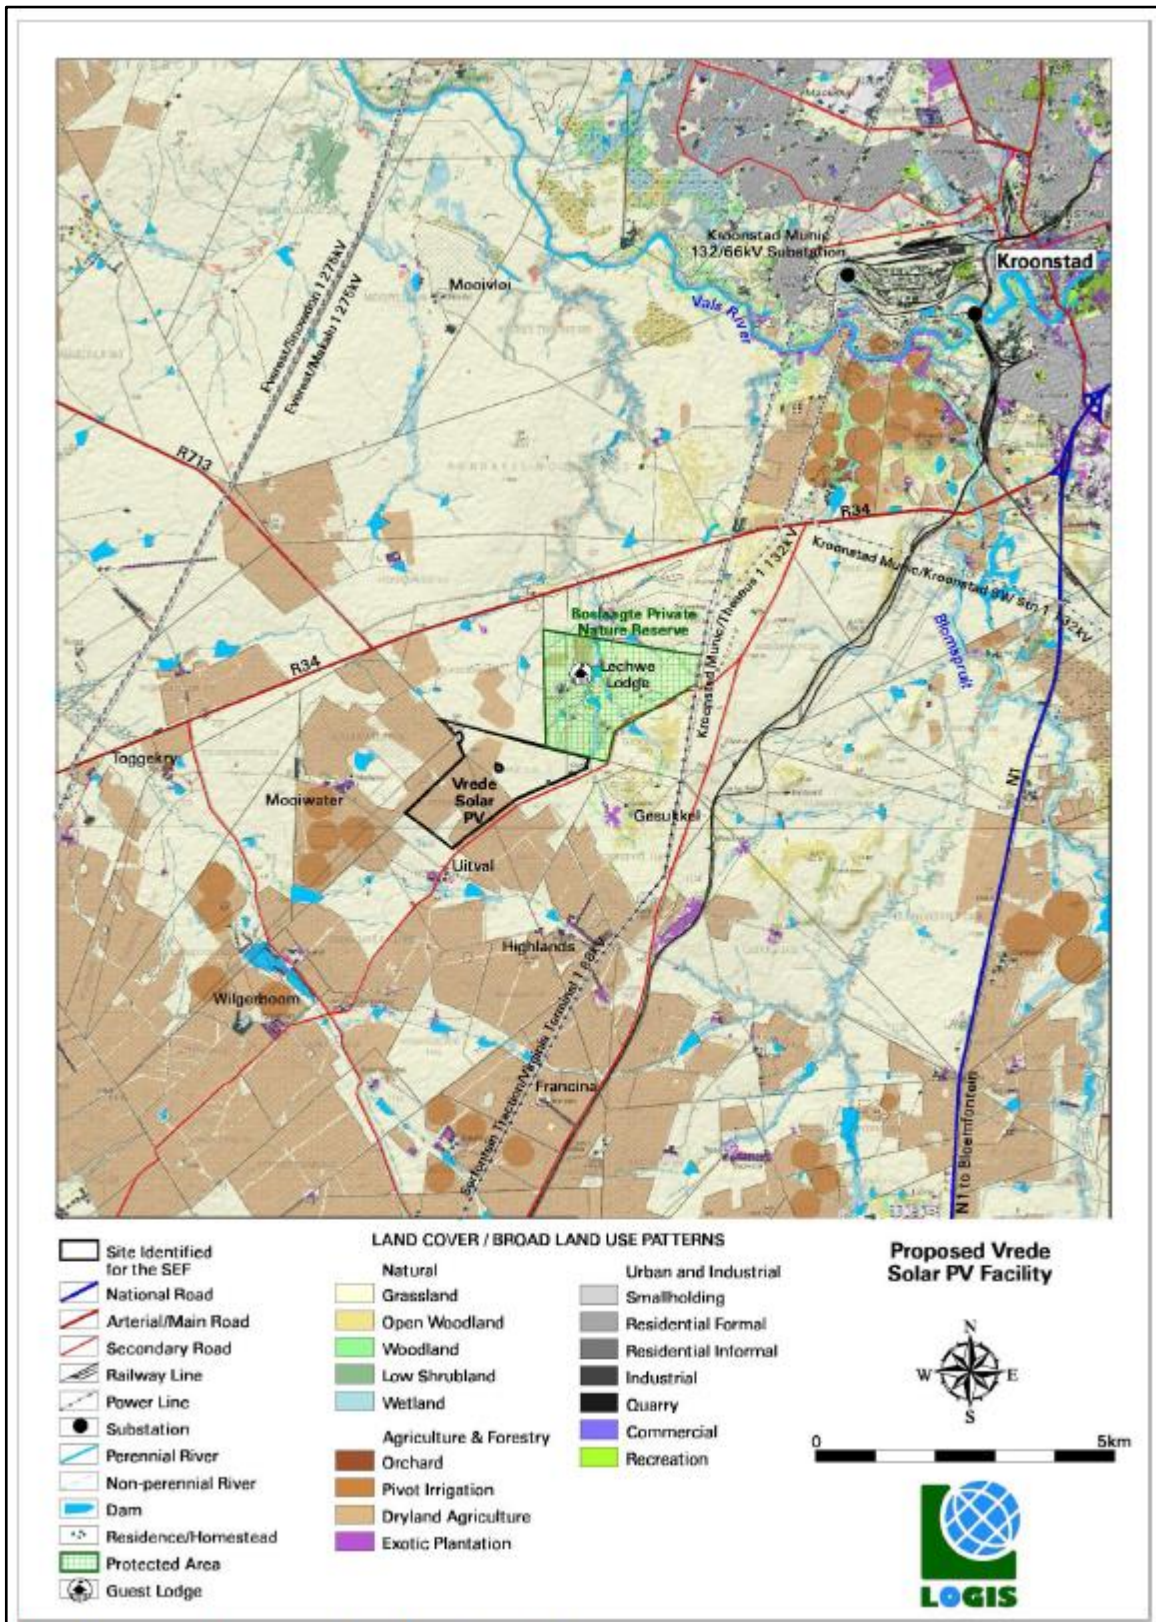 Kroonstad Munic
132/66kV Substation
Kroonstad
Mooivlei
Vals River
Everest/Snowdon 1 275kV
Everest/Makalu 1 275kV
R713
R34
Kroonstad Munic/Theseus 1 132kV
Kroonstad Munic/Kroonstad SW Stn 1 132kV
Blomspruit
Boslaagte Private
Nature Reserve
Lechwe
Lodge
R34
N1
Toggekry
Mooiwater
Vrede
Solar
PV
Gesukkel
Uitval
Highlands
Wilgerboom
Francina
N1 to Bloemfontein
Site Identified
for the SEF
National Road
Arterial/Main Road
Secondary Road
Railway Line
Power Line
Substation
Perennial River
Non-perennial River
Dam
Residence/Homestead
Protected Area
Guest Lodge
LAND COVER / BROAD LAND USE PATTERNS
Natural
Grassland
Open Woodland
Woodland
Low Shrubland
Wetland
Agriculture & Forestry
Orchard
Pivot Irrigation
Dryland Agriculture
Exotic Plantation
Urban and Industrial
Smallholding
Residential Formal
Residential Informal
Industrial
Quarry
Commercial
Recreation
Proposed Vrede
Solar PV Facility
N
W E
S
0 5km
LOGIS